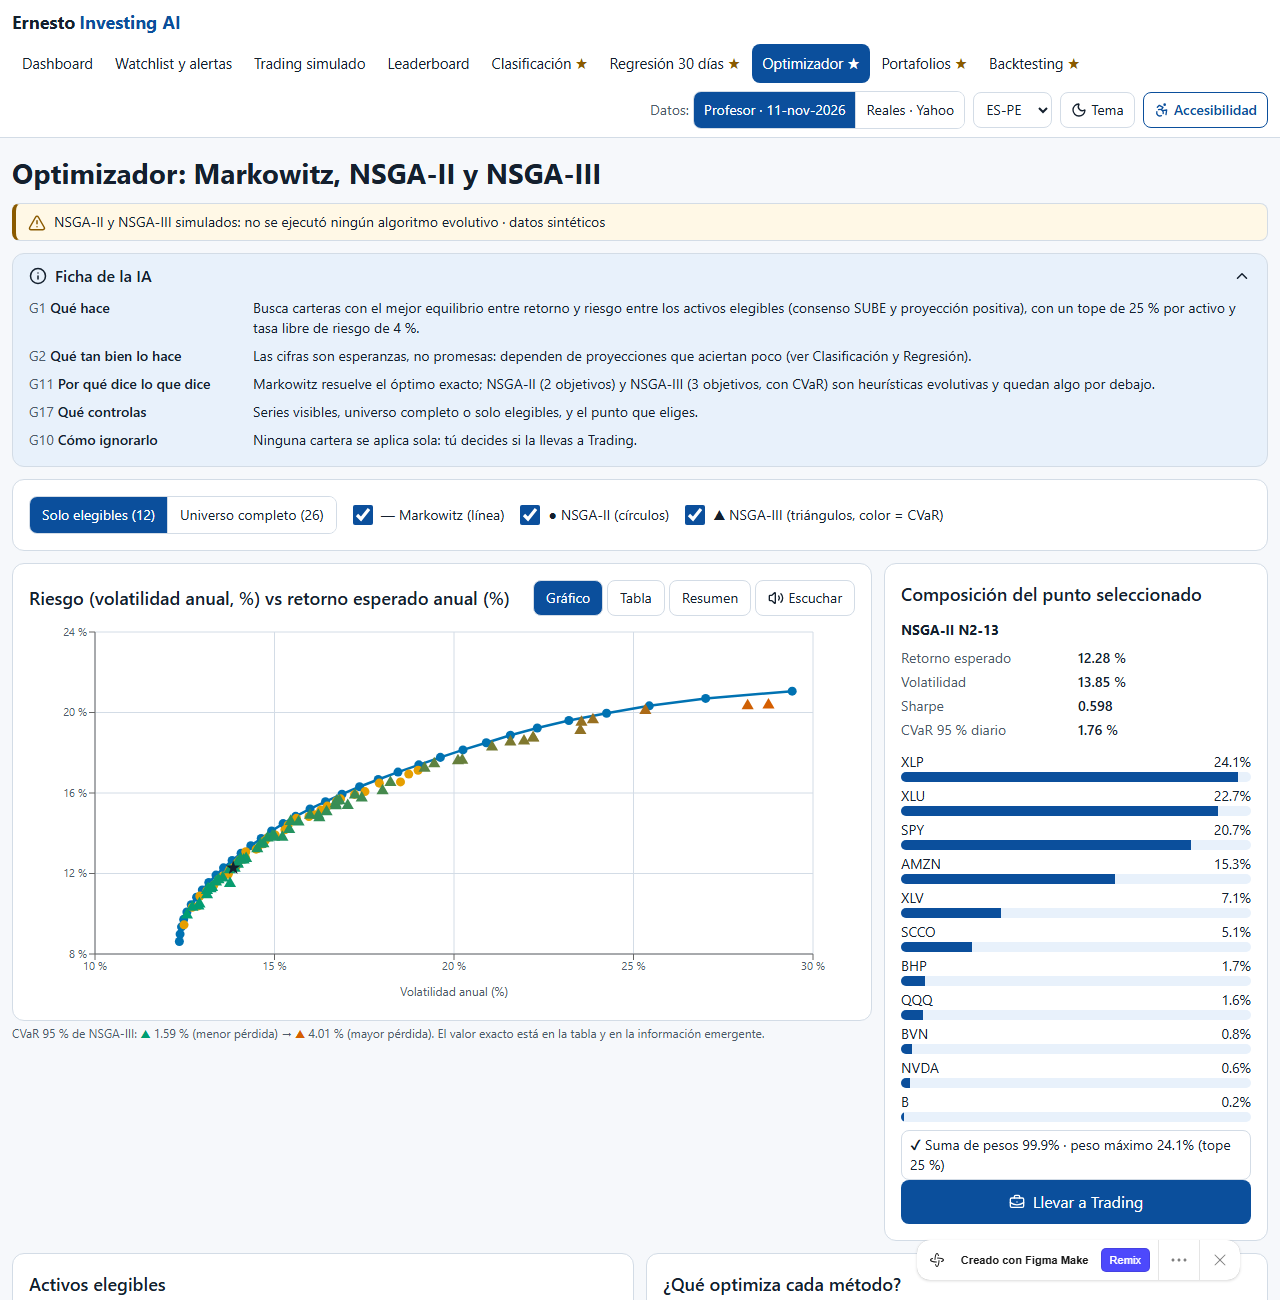 Ernesto Investing AI
Dashboard
Watchlist y alertas
Trading simulado
Leaderboard
Clasificación ★
Regresión 30 días ★
Optimizador ★
Portafolios ★
Backtesting ★
Datos:
Profesor · 11-nov-2026
Reales · Yahoo
ES-PE
Tema
Accesibilidad
Optimizador: Markowitz, NSGA-II y NSGA-III
NSGA-II y NSGA-III simulados: no se ejecutó ningún algoritmo evolutivo · datos sintéticos
Ficha de la IA
G1 Qué hace
Busca carteras con el mejor equilibrio entre retorno y riesgo entre los activos elegibles (consenso SUBE y proyección positiva), con un tope de 25 % por activo y
tasa libre de riesgo de 4 %.
G2 Qué tan bien lo hace
Las cifras son esperanzas, no promesas: dependen de proyecciones que aciertan poco (ver Clasificación y Regresión).
G11 Por qué dice lo que dice
Markowitz resuelve el óptimo exacto; NSGA-II (2 objetivos) y NSGA-III (3 objetivos, con CVaR) son heurísticas evolutivas y quedan algo por debajo.
G17 Qué controlas
Series visibles, universo completo o solo elegibles, y el punto que eliges.
G10 Cómo ignorarlo
Ninguna cartera se aplica sola: tú decides si la llevas a Trading.
Solo elegibles (12)
Universo completo (26)
— Markowitz (línea)
● NSGA-II (círculos)
▲ NSGA-III (triángulos, color = CVaR)
Riesgo (volatilidad anual, %) vs retorno esperado anual (%)
Gráfico
Tabla
Resumen
Escuchar
24 %
20 %
16 %
12 %
8 %
10 %
15 %
20 %
25 %
30 %
Volatilidad anual (%)
CVaR 95 % de NSGA-III: ▲ 1.59 % (menor pérdida) → ▲ 4.01 % (mayor pérdida). El valor exacto está en la tabla y en la información emergente.
Composición del punto seleccionado
NSGA-II N2-13
Retorno esperado 12.28 %
Volatilidad 13.85 %
Sharpe 0.598
CVaR 95 % diario 1.76 %
XLP 24.1%
XLU 22.7%
SPY 20.7%
AMZN 15.3%
XLV 7.1%
SCCO 5.1%
BHP 1.7%
QQQ 1.6%
BVN 0.8%
NVDA 0.6%
B 0.2%
✓ Suma de pesos 99.9% · peso máximo 24.1% (tope
25 %)
Llevar a Trading
Creado con Figma Make
Remix
Activos elegibles
¿Qué optimiza cada método?